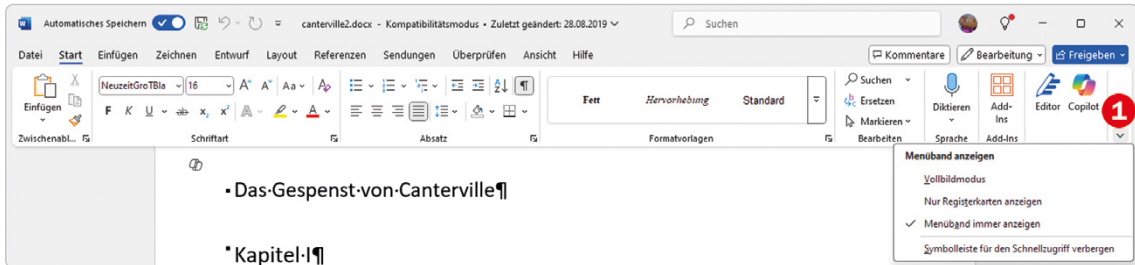 Automatisches Speichern canterville2.docx - Kompatibilitätsmodus • Zuletzt geändert: 28.08.2019 Suchen
Datei Start Einfügen Zeichnen Entwurf Layout Referenzen Sendungen Überprüfen Ansicht Hilfe Kommentare Bearbeitung Freigeben
NeuzeitGroTBla 16 Fett Hervorhebung Standard
Einfügen
F K U ab x₂ x² A A
Suchen
Ersetzen
Markieren
Diktieren
Add-
Ins
Editor
Copilot
1
Zwischenabl... Schriftart Absatz Formatvorlagen Bearbeiten Sprache Add-Ins
Menüband anzeigen
Vollbildmodus
Nur Registerkarten anzeigen
Menüband immer anzeigen
Symbolleiste für den Schnellzugriff verbergen
Das·Gespenst·von·Canterville¶
Kapitel·I¶